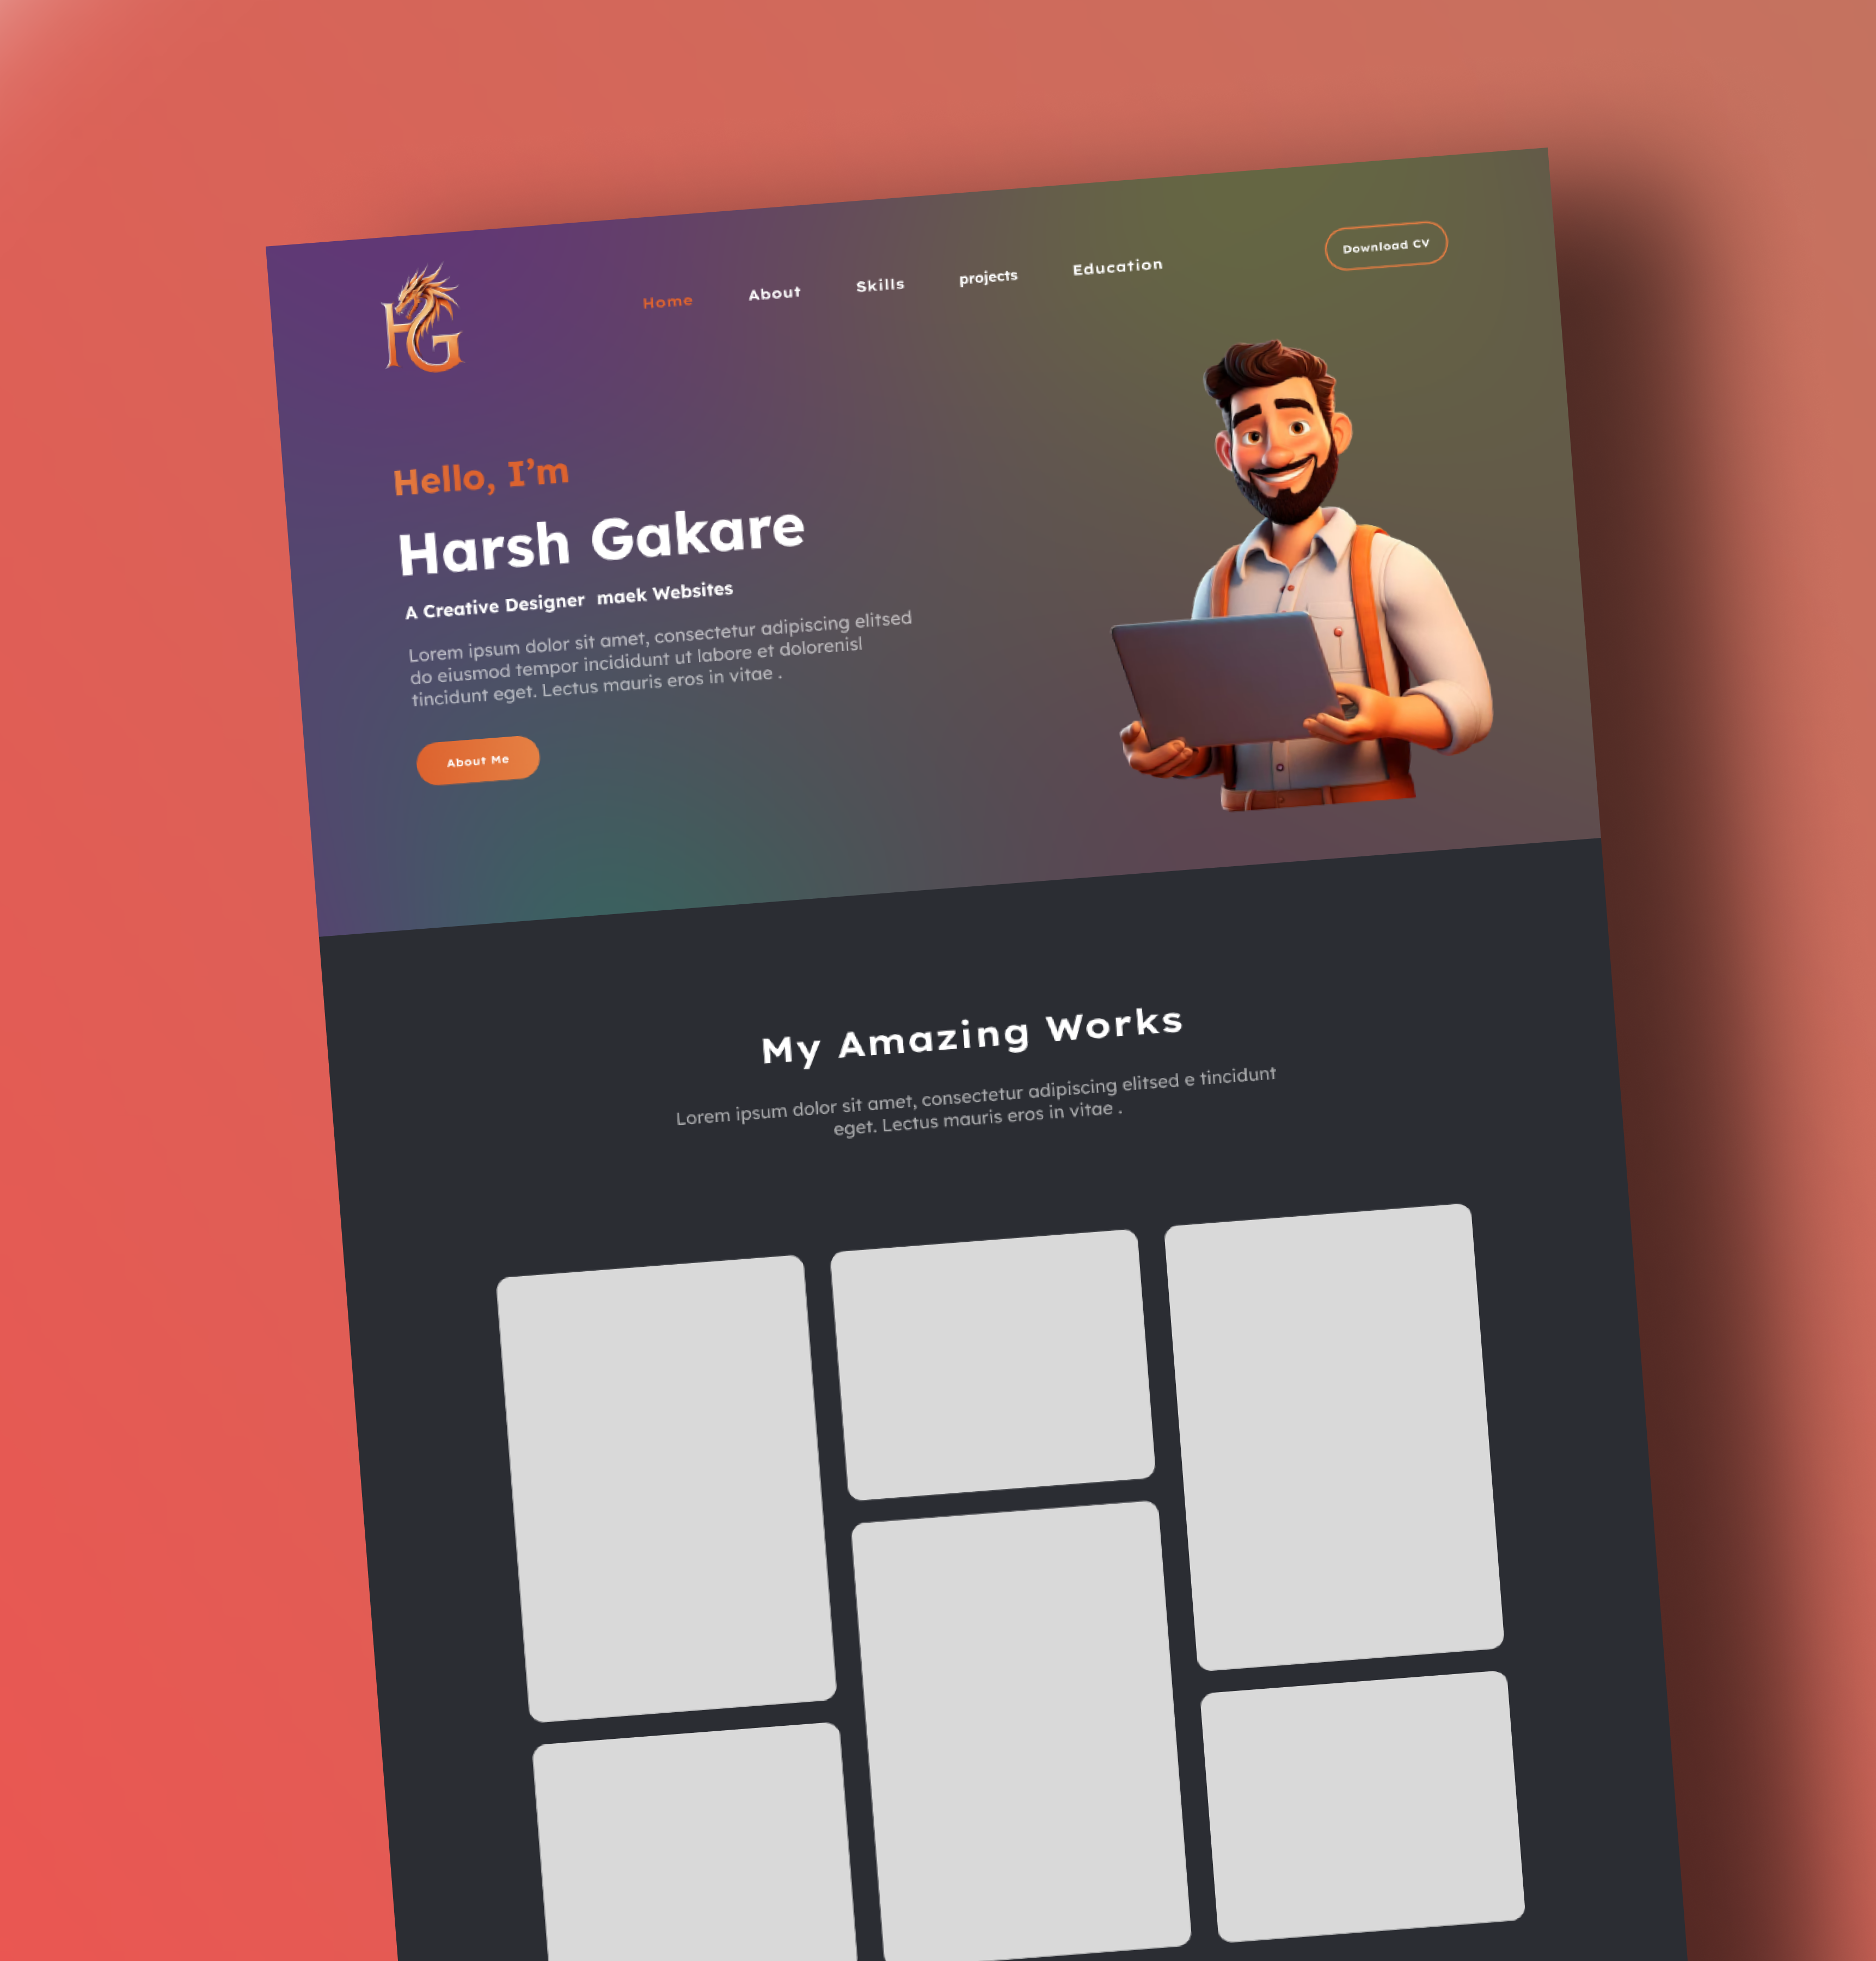 HG
Home About Skills projects Education Download CV
Hello, I’m
Harsh Gakare
A Creative Designer  maek Websites
Lorem ipsum dolor sit amet, consectetur adipiscing elitsed
do eiusmod tempor incididunt ut labore et dolorenisl
tincidunt eget. Lectus mauris eros in vitae .
About Me
My Amazing Works
Lorem ipsum dolor sit amet, consectetur adipiscing elitsed e tincidunt
eget. Lectus mauris eros in vitae .